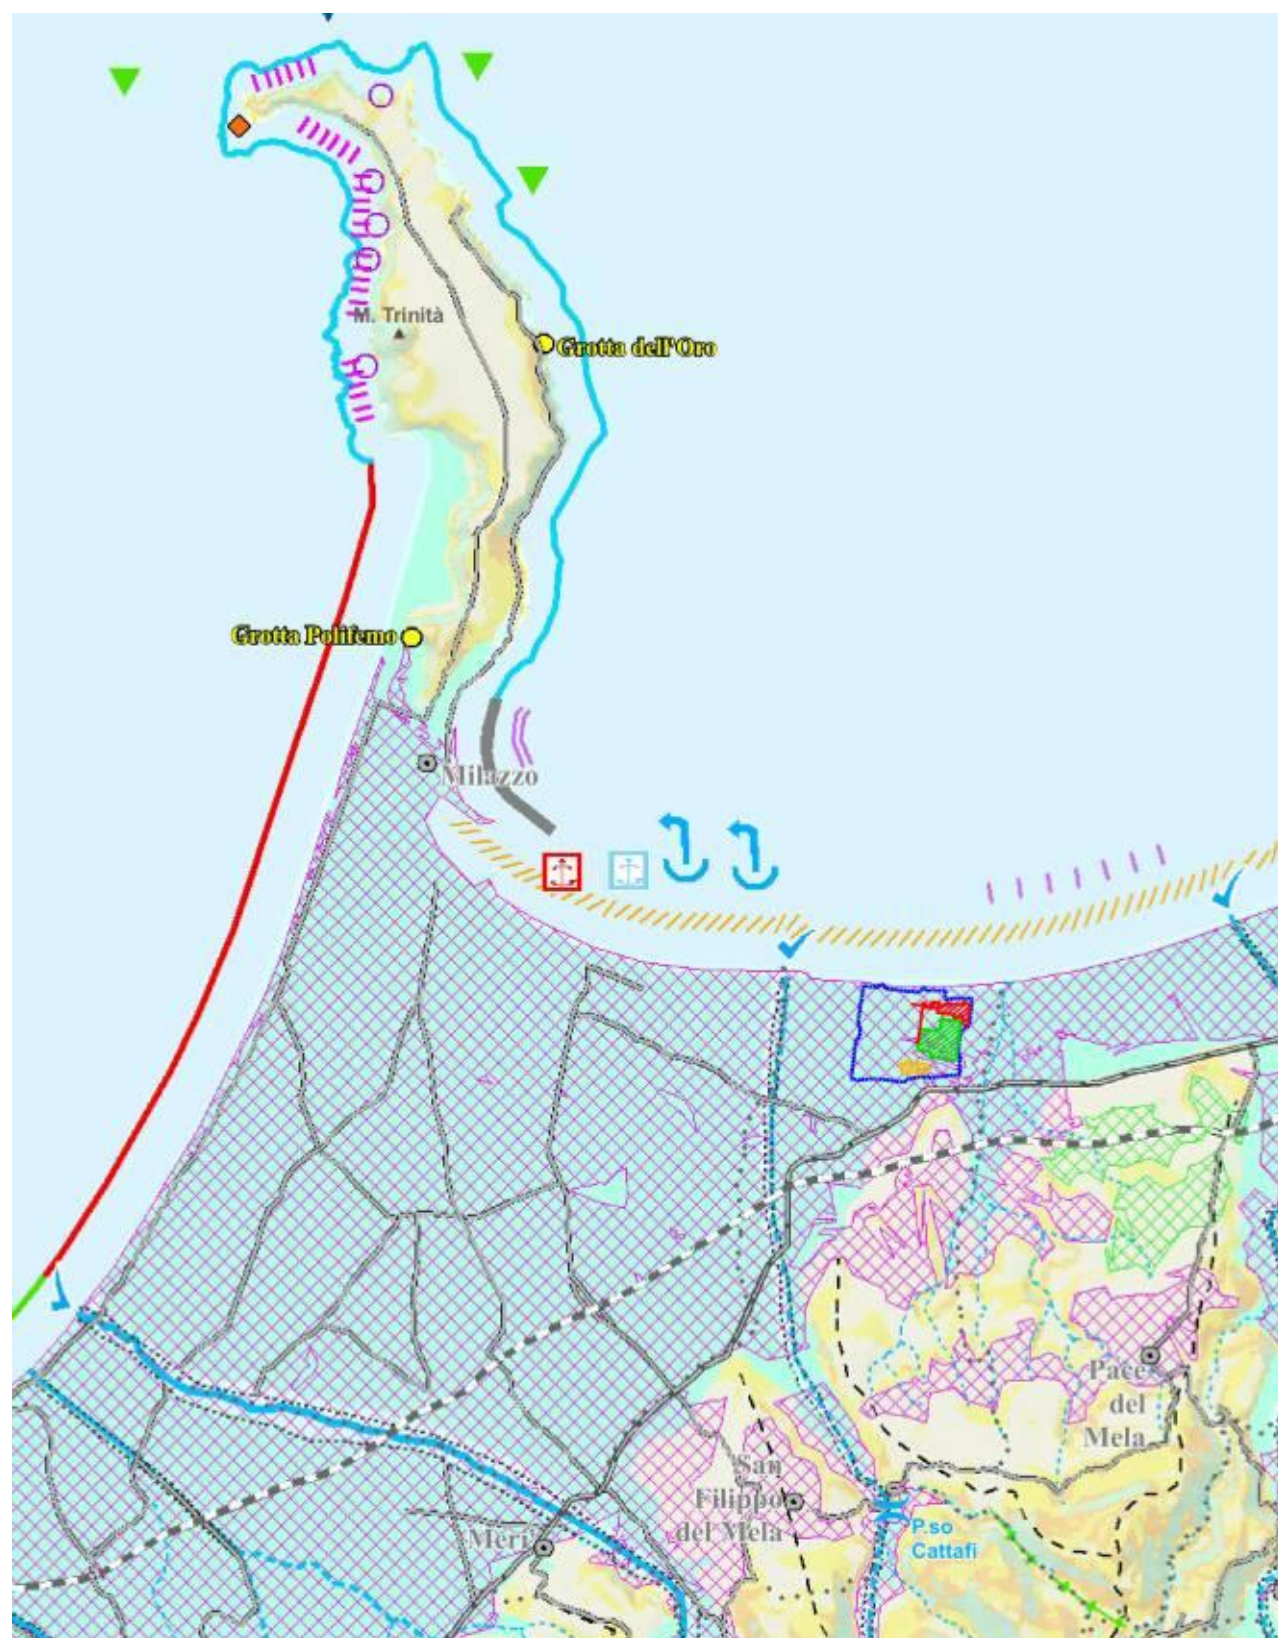 M. Trinità
Grotta dell'Oro
Grotta Polifemo
Milazzo
Pace
del
Mela
San
Filippo
del Mela
P.so
Cattafi
Merì